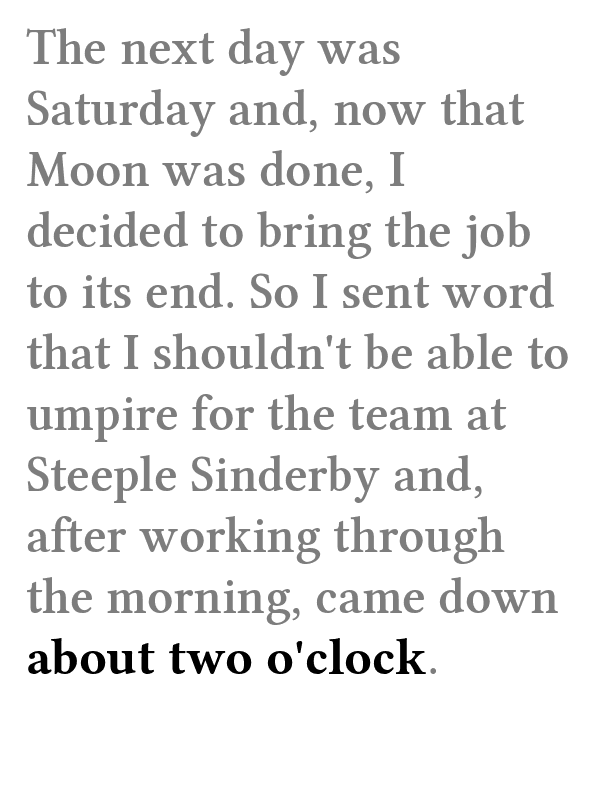 The next day was
Saturday and, now that
Moon was done, I
decided to bring the job
to its end. So I sent word
that I shouldn't be able to
umpire for the team at
Steeple Sinderby and,
after working through
the morning, came down
about two o'clock.